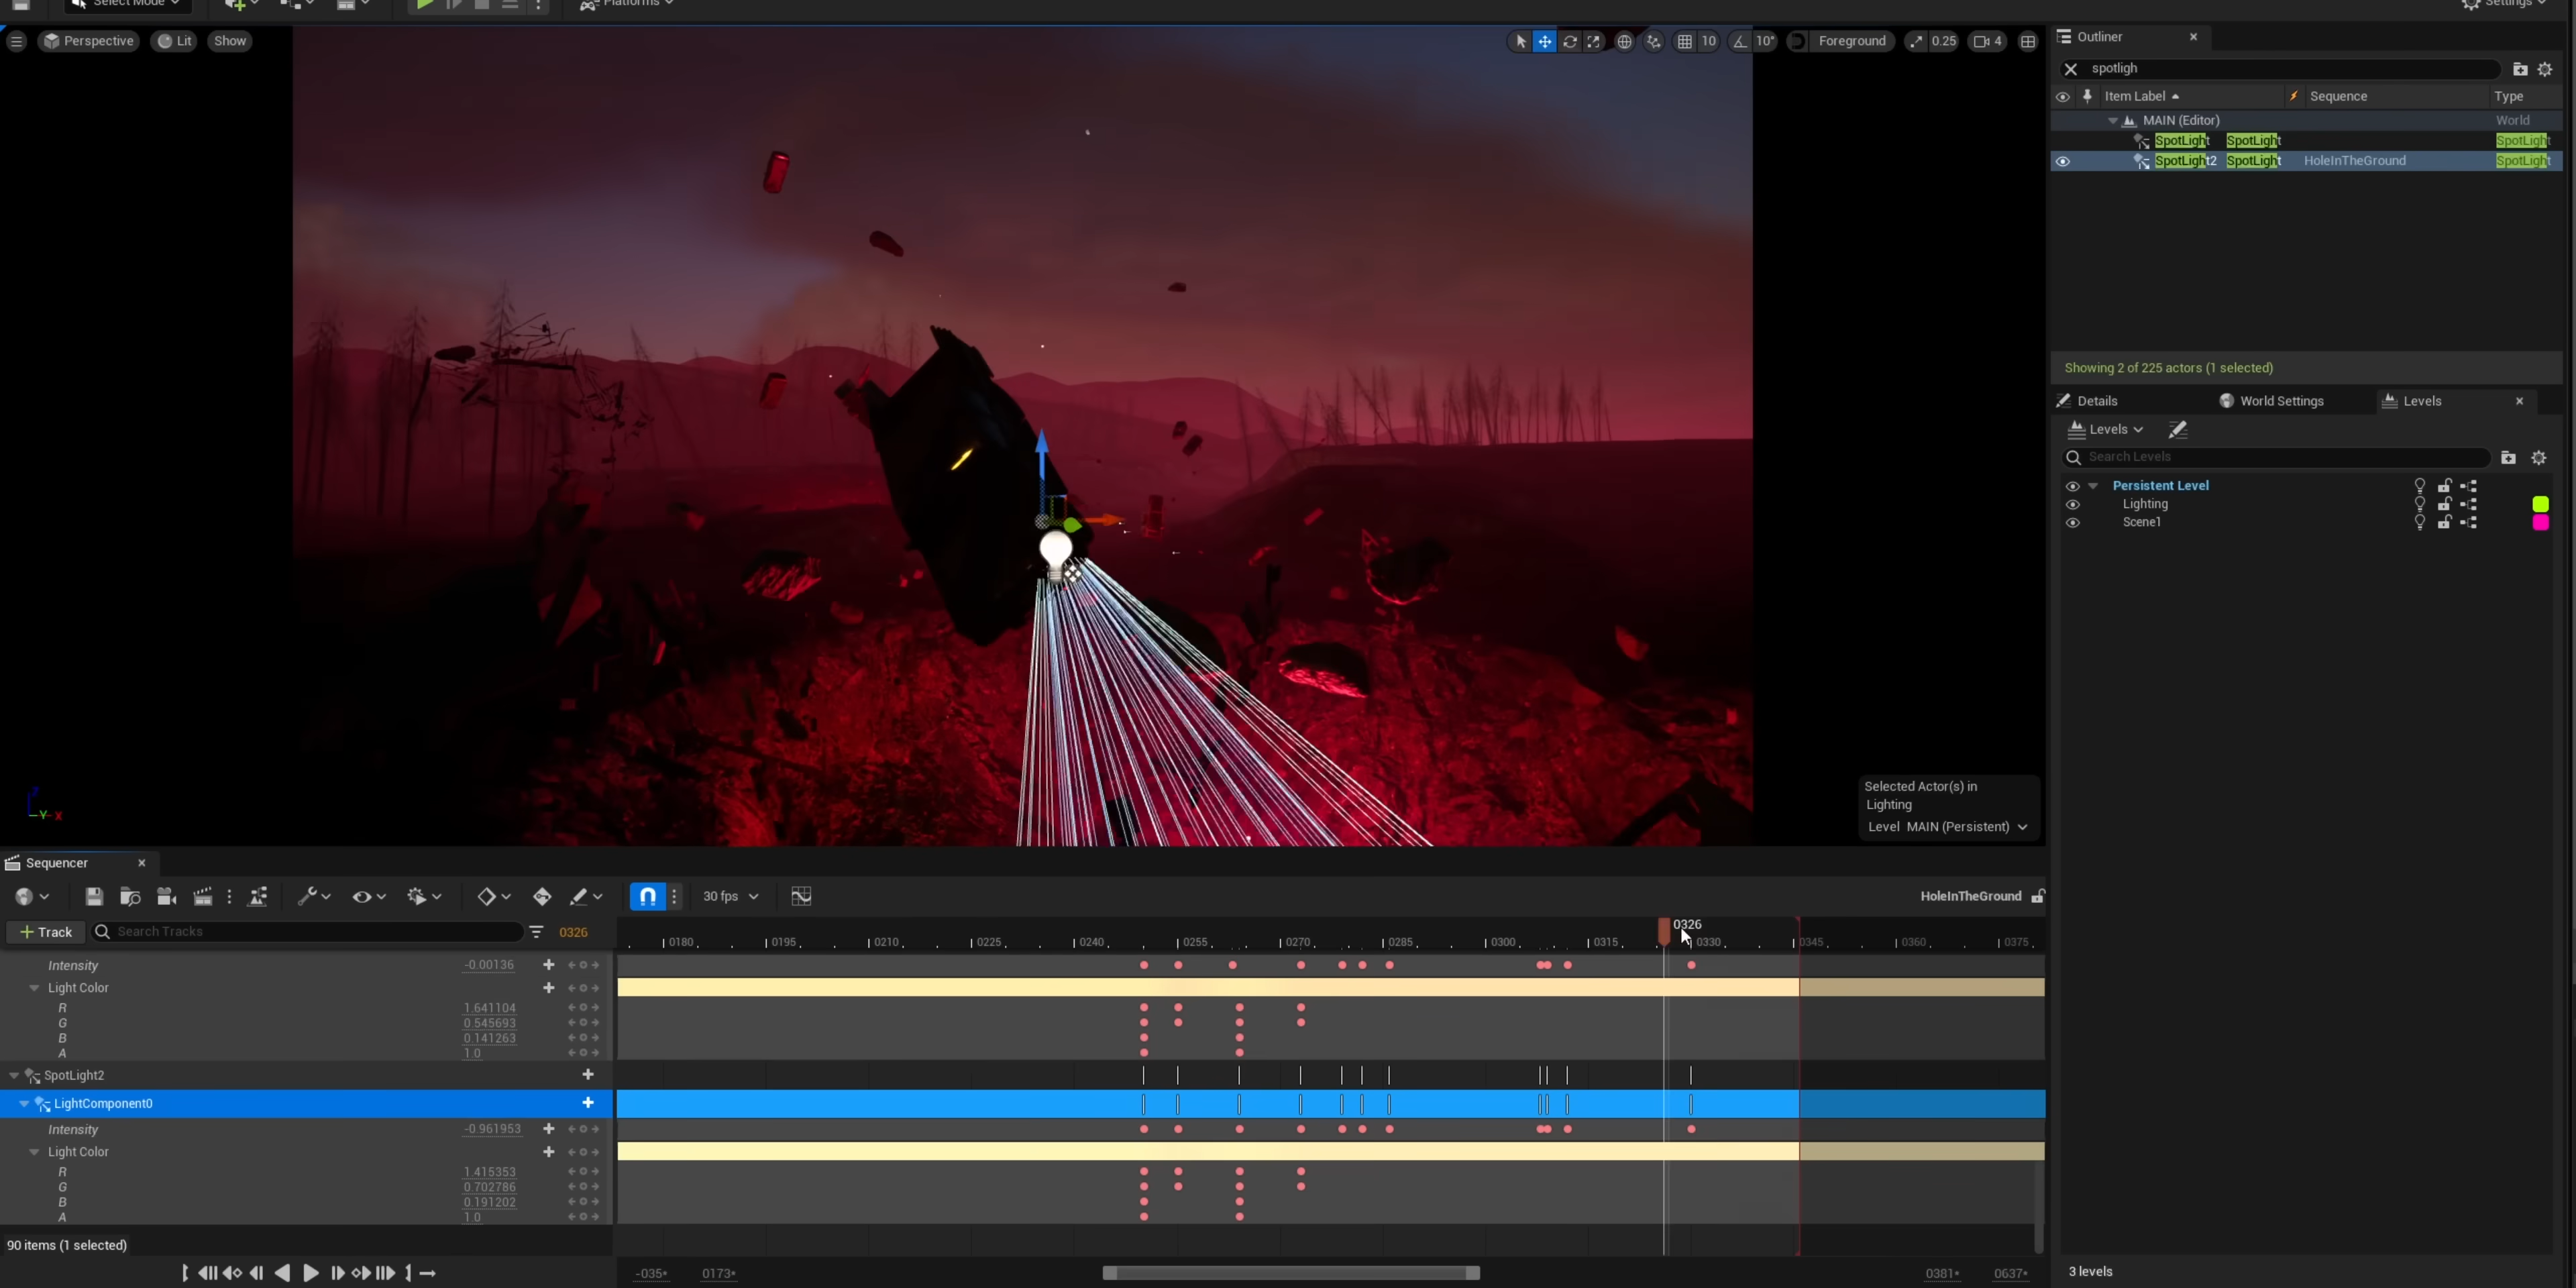 Select Mode
Platforms
Settings
Perspective
Lit
Show
10
10°
Foreground
0.25
4
Outliner
spotligh
Item Label
Sequence
Type
MAIN (Editor)
World
SpotLight SpotLight SpotLight
SpotLight2 SpotLight HoleInTheGround SpotLight
Showing 2 of 225 actors (1 selected)
Details
World Settings
Levels
Levels
Search Levels
Persistent Level
Lighting
Scene1
3 levels
Selected Actor(s) in
Lighting
Level MAIN (Persistent)
Y X
Sequencer
30 fps
HoleInTheGround
Track
Search Tracks
0326
0326
0180 0195 0210 0225 0240 0255 0270 0285 0300 0315 0330 0345 0360 0375
Intensity -0.00136
Light Color
R 1.641104
G 0.545693
B 0.141263
A 1.0
SpotLight2
LightComponent0
Intensity -0.961953
Light Color
R 1.415353
G 0.702786
B 0.191202
A 1.0
90 items (1 selected)
-035*
0173*
0381*
0637*